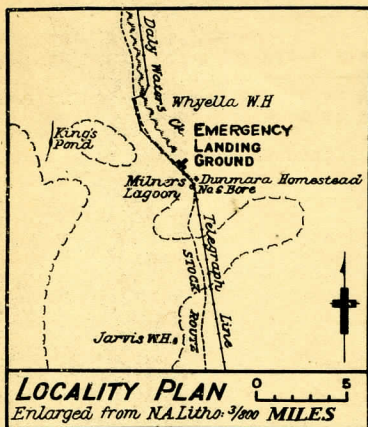 Daly Waters Ck
Whyella W.H
EMERGENCY
LANDING
GROUND
King's
Pond
Milners
Lagoon
Dunmara Homestead
No 6 Bore
Telegraph Line
STOCK ROUTE
Jarvis W.H.
LOCALITY PLAN
0 5
Enlarged from N.A. Litho: 3/800 MILES